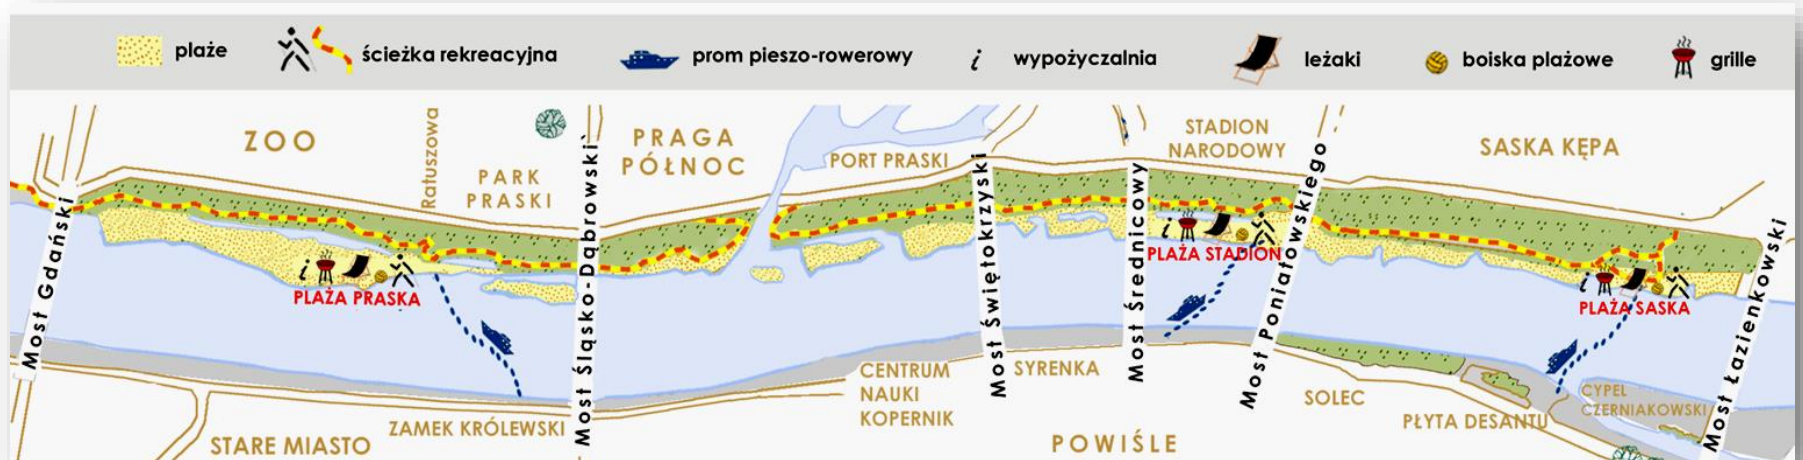 plaże
ścieżka rekreacyjna
prom pieszo-rowerowy
i
wypożyczalnia
leżaki
boiska plażowe
grille
ZOO
Ratuszowa
PARK
PRASKI
PRAGA
PÓŁNOC
PORT PRASKI
STADION
NARODOWY
SASKA KĘPA
Most Gdański
i
PLAŻA PRASKA
Most Śląsko-Dąbrowski
Most Świętokrzyski
Most Średnicowy
i
PLAŻA STADION
Most Poniatowskiego
i
PLAŻA SASKA
Most Łazienkowski
STARE MIASTO
ZAMEK KRÓLEWSKI
CENTRUM
NAUKI
KOPERNIK
SYRENKA
POWIŚLE
SOLEC
PŁYTA DESANTU
CYPEL
CZERNIAKOWSKI